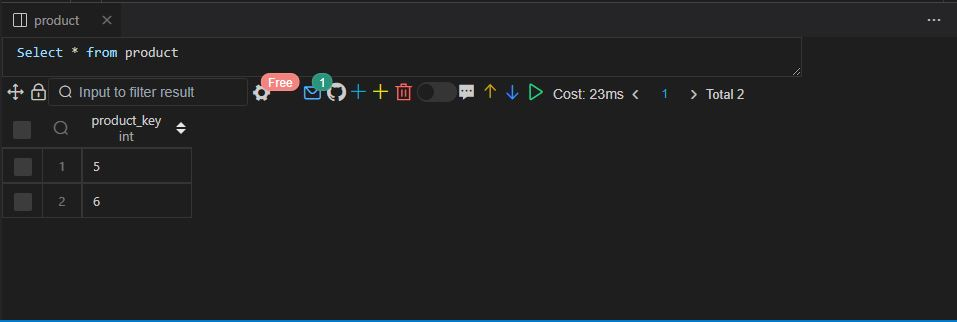 product
Select * from product
Input to filter result
Free
1
Cost: 23ms
1
Total 2
product_key
int
1 5
2 6